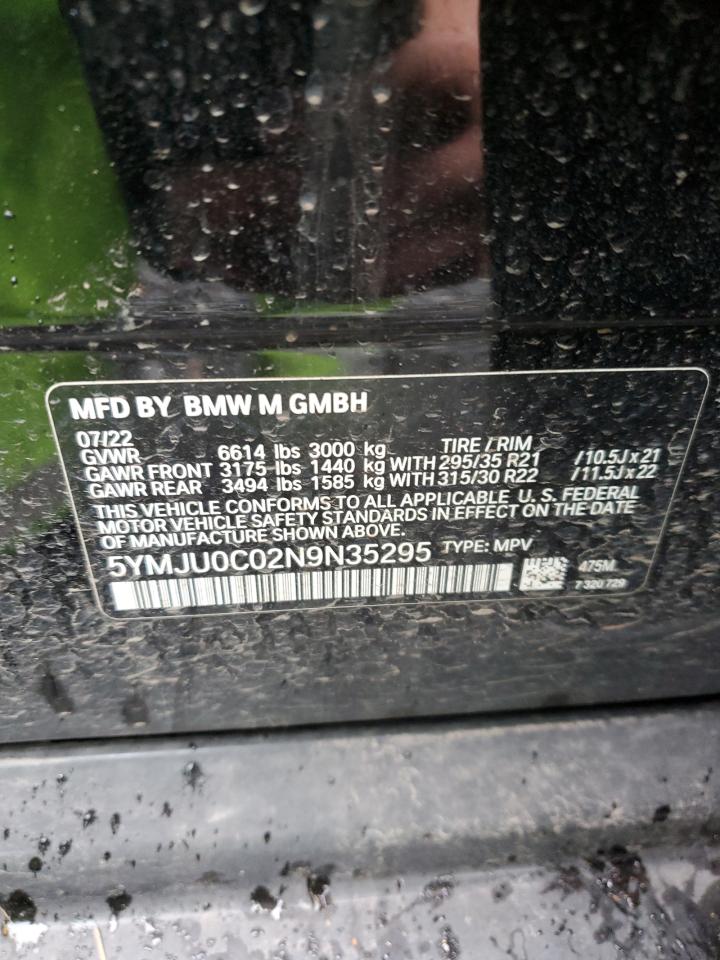 MFD BY BMW M GMBH
07/22 TIRE / RIM
GVWR 6614 lbs 3000 kg
GAWR FRONT 3175 lbs 1440 kg WITH 295/35 R21 /10.5J x 21
GAWR REAR 3494 lbs 1585 kg WITH 315/30 R22 /11.5J x 22
THIS VEHICLE CONFORMS TO ALL APPLICABLE U. S. FEDERAL
MOTOR VEHICLE SAFETY STANDARDS IN EFFECT ON THE DATE
OF MANUFACTURE SHOWN ABOVE.
5YMJU0C02N9N35295 TYPE: MPV
475M
7 320 729